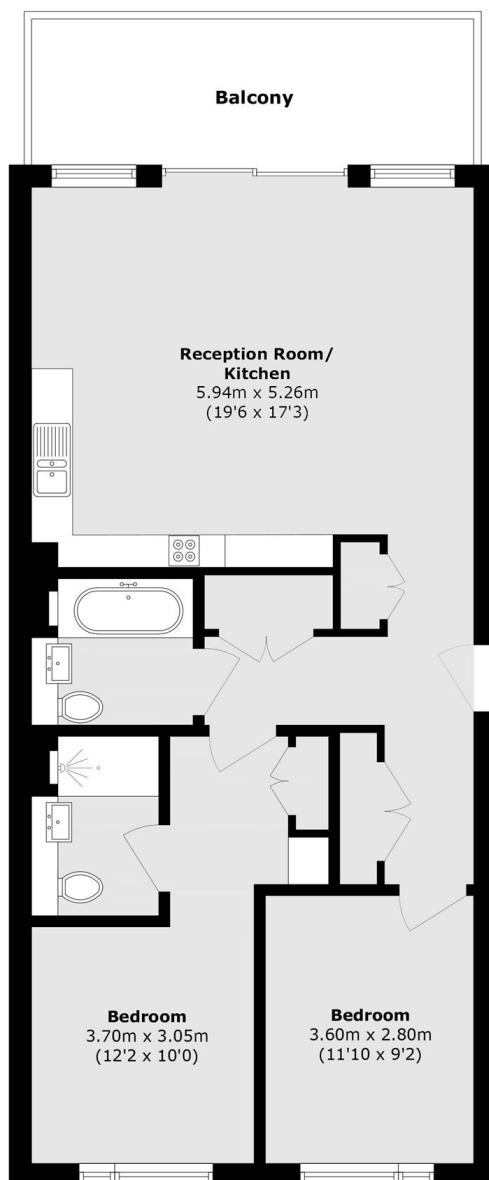 Balcony
Reception Room/
Kitchen
5.94m x 5.26m
(19'6 x 17'3)
Bedroom
3.70m x 3.05m
(12'2 x 10'0)
Bedroom
3.60m x 2.80m
(11'10 x 9'2)